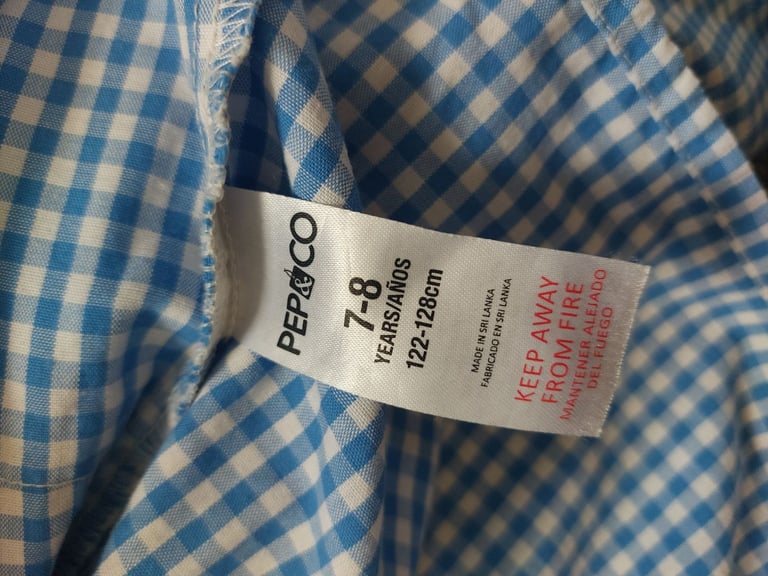 PEP&CO
7-8
YEARS/AÑOS
122-128cm
MADE IN SRI LANKA
FABRICADO EN SRI LANKA
KEEP AWAY
FROM FIRE
MANTENER ALEJADO
DEL FUEGO